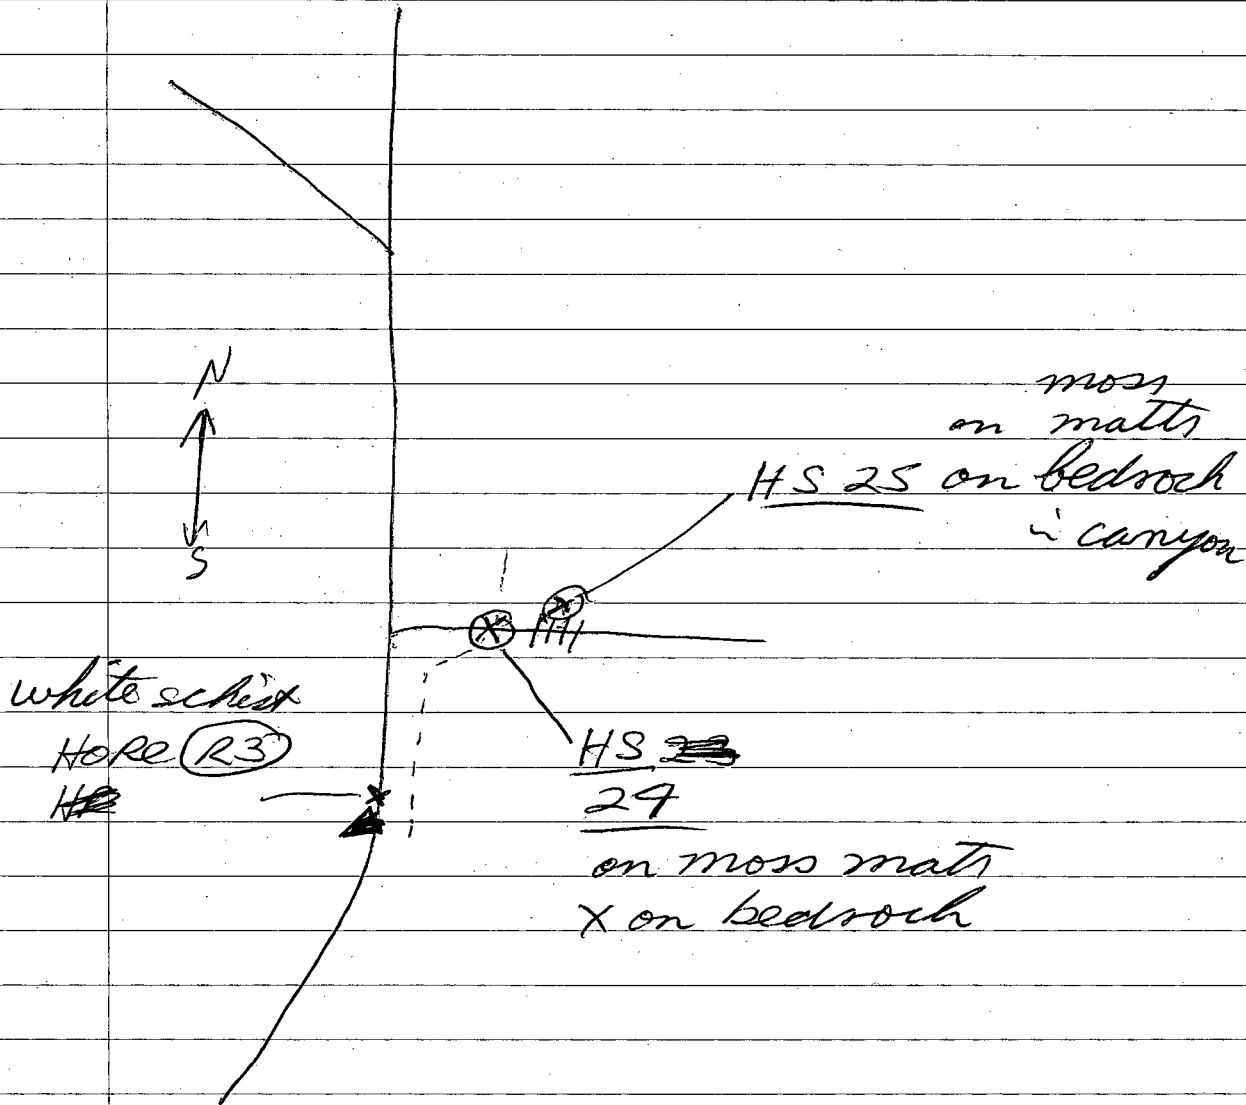 N
S
moss
on matts
HS 25 on bedrock
in canyon
white schist
HORE R3
HS
24
on moss mats
X on bedrock